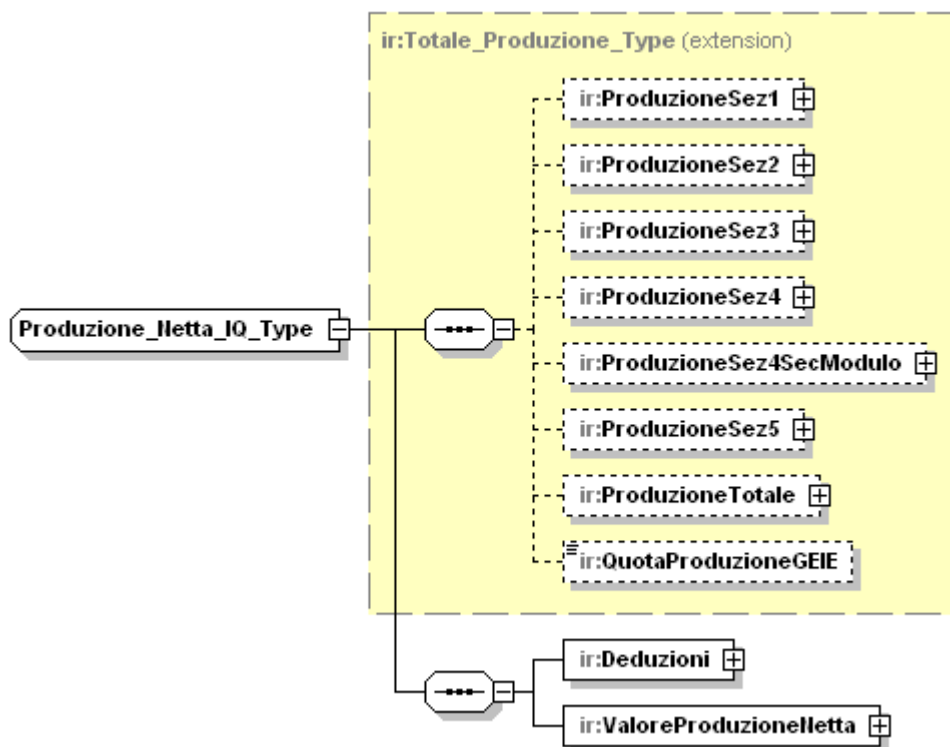 ir:Totale_Produzione_Type (extension)
ir:ProduzioneSez1
ir:ProduzioneSez2
ir:ProduzioneSez3
ir:ProduzioneSez4
Produzione_Netta_IQ_Type
ir:ProduzioneSez4SecModulo
ir:ProduzioneSez5
ir:ProduzioneTotale
ir:QuotaProduzioneGEIE
ir:Deduzioni
ir:ValoreProduzioneNetta